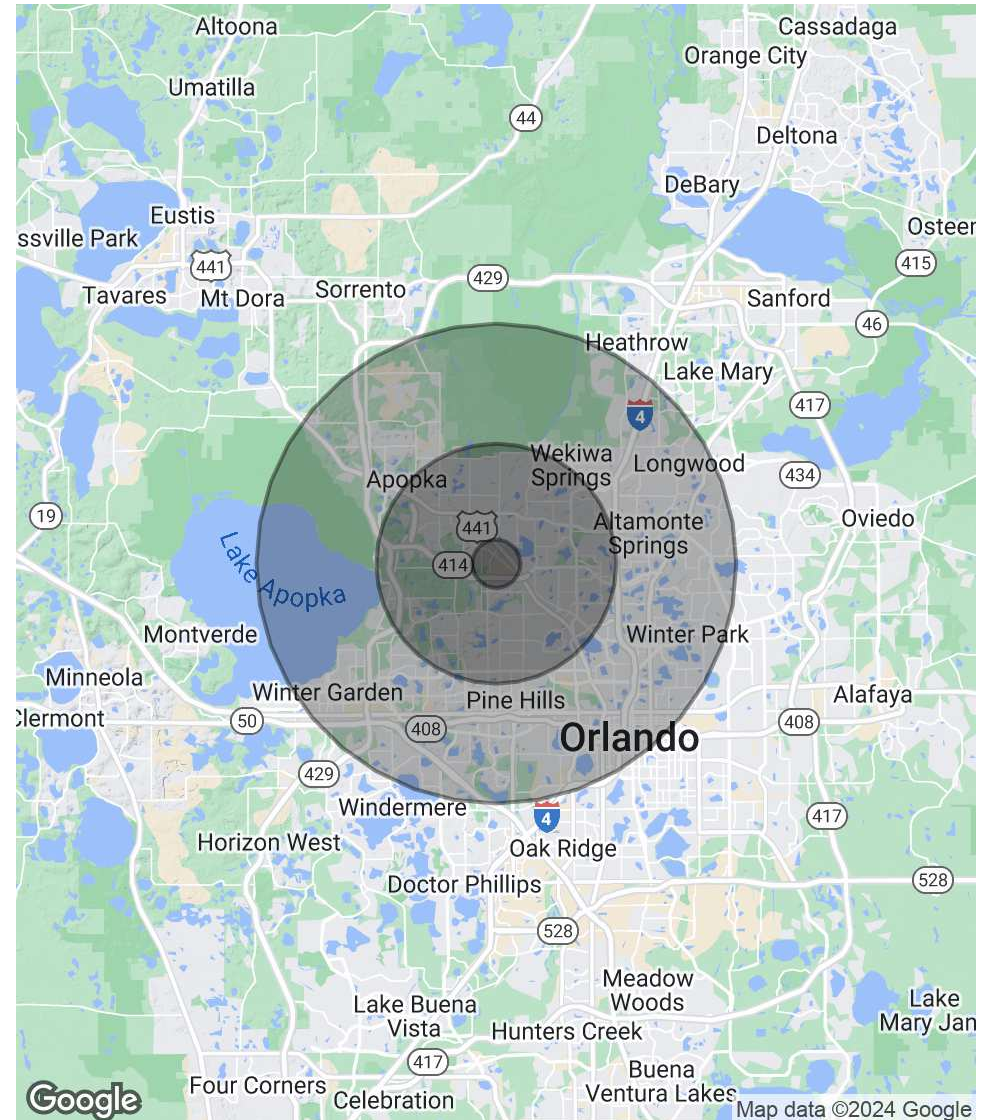 Altoona
Cassadaga
Orange City
Umatilla
44
Deltona
DeBary
Eustis
Osteen
ssville Park
441
415
429
Tavares
Mt Dora
Sorrento
Sanford
46
Heathrow
Lake Mary
4
417
Wekiwa
Springs
Longwood
Apopka
434
19
441
Altamonte
Springs
Oviedo
414
Lake Apopka
Montverde
Winter Park
Minneola
Winter Garden
Pine Hills
Alafaya
Clermont
50
408
Orlando
408
429
Windermere
4
417
Horizon West
Oak Ridge
Doctor Phillips
528
528
Meadow
Woods
Lake Buena
Vista
Lake
Mary Jan
Hunters Creek
417
Buena
Ventura Lakes
Four Corners
Celebration
Google
Map data ©2024 Google